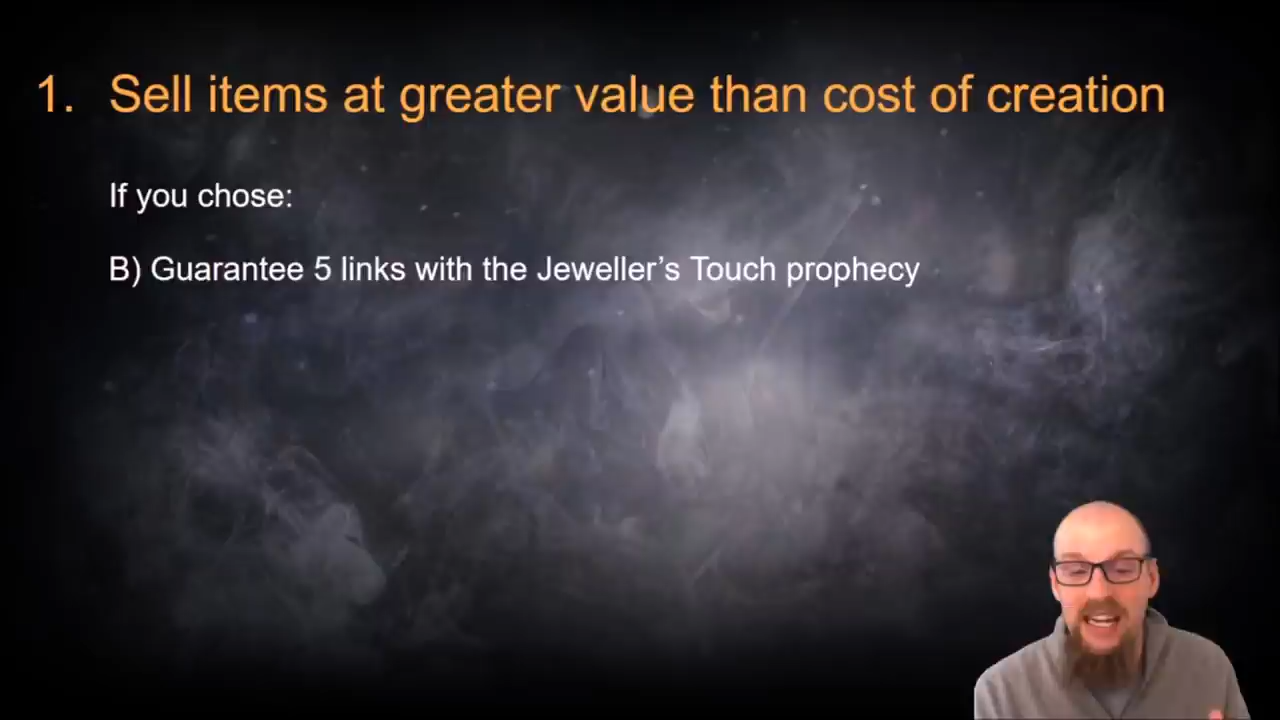 1. Sell items at greater value than cost of creation
If you chose:
B) Guarantee 5 links with the Jeweller’s Touch prophecy